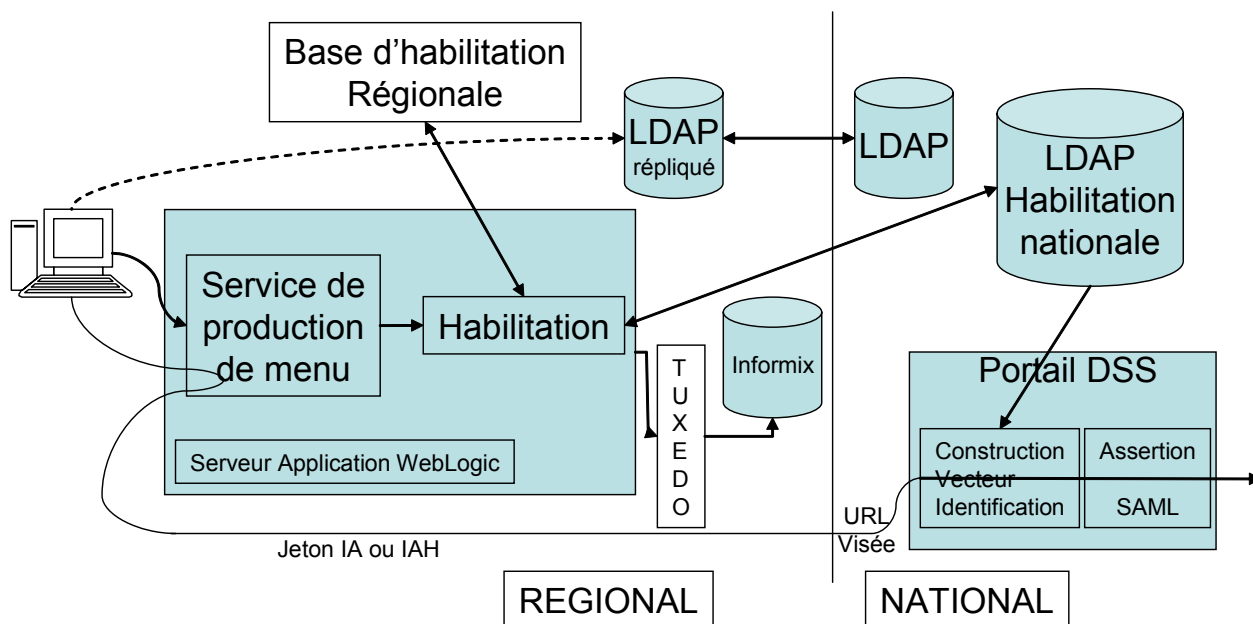 Base d'habilitation
Régionale
LDAP
répliqué
LDAP
LDAP
Habilitation
nationale
Service de
production
de menu
Habilitation
Serveur Application WebLogic
T
U
X
E
D
O
Informix
Portail DSS
Construction
Vecteur
Identification
Assertion
SAML
Jeton IA ou IAH
URL
Visée
REGIONAL
NATIONAL